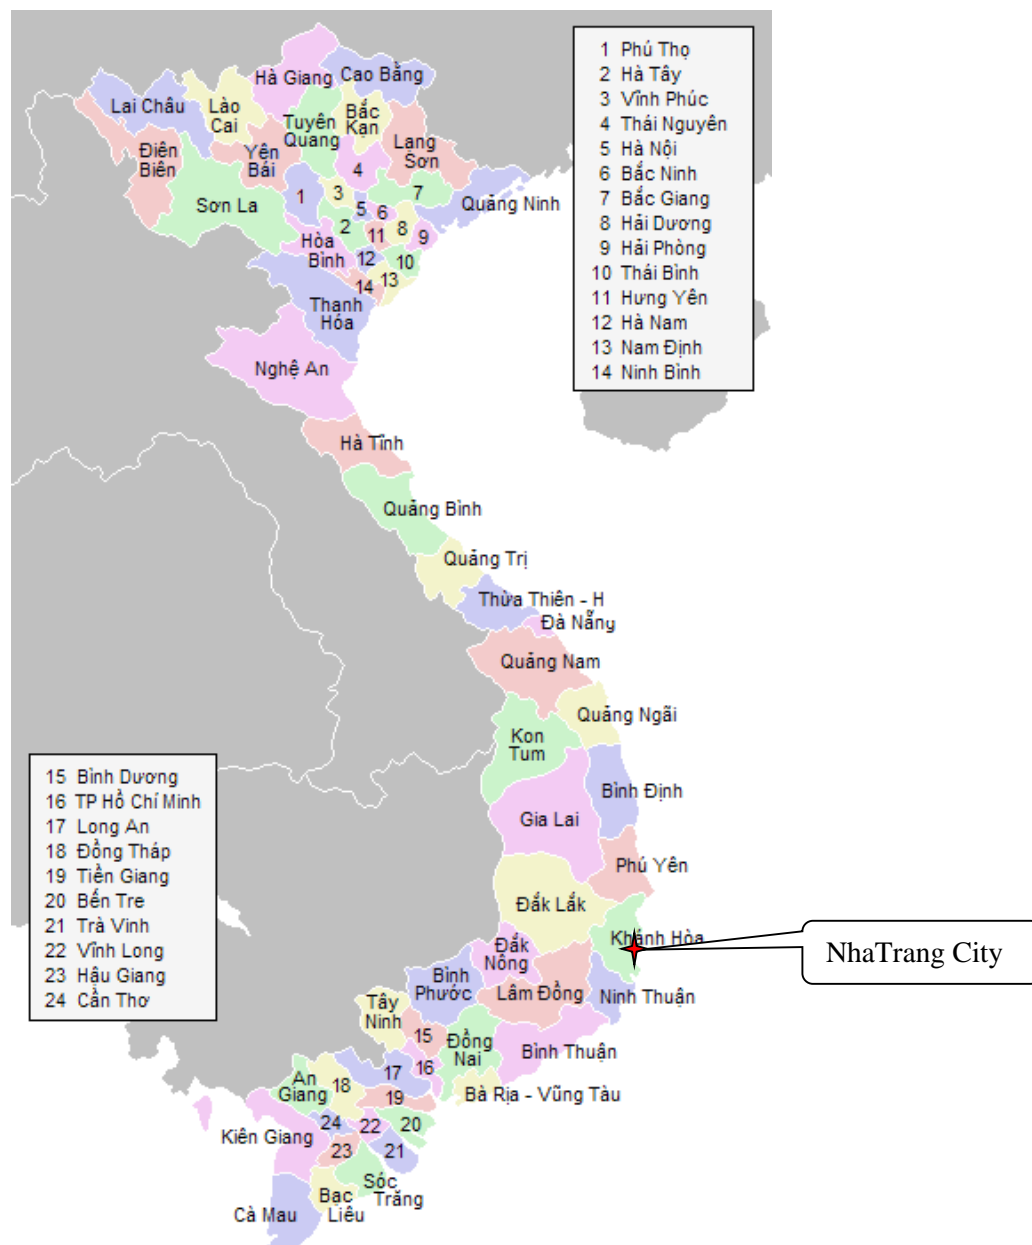 Hà Giang
Cao Bằng
Lai Châu
Lào
Cai
Tuyên
Quang
Bắc
Kạn
Điên
Biên
Yên
Bái
Lạng
Sơn
4
Sơn La
1
3
7
Quảng Ninh
5
6
2
11
8
9
Hòa
Bình
12
10
14
13
Thanh
Hóa
Nghệ An
Hà Tĩnh
Quảng Bình
Quảng Trị
Thừa Thiên - H
Đà Nẵng
Quảng Nam
Quảng Ngãi
Kon
Tum
Bình Định
Gia Lai
Phú Yên
Đắk Lắk
Khánh Hòa
Đắk
Nông
Bình
Phước
Lâm Đồng
Ninh Thuận
Tây
Ninh
15
Đồng
Nai
Bình Thuận
16
17
An
Giang
18
19
Bà Rịa - Vũng Tàu
24
22
20
Kiên Giang
23
21
Sóc
Trăng
Bạc
Liêu
Cà Mau
1 Phú Thọ
2 Hà Tây
3 Vĩnh Phúc
4 Thái Nguyên
5 Hà Nội
6 Bắc Ninh
7 Bắc Giang
8 Hải Dương
9 Hải Phòng
10 Thái Bình
11 Hưng Yên
12 Hà Nam
13 Nam Định
14 Ninh Bình
15 Bình Dương
16 TP Hồ Chí Minh
17 Long An
18 Đồng Tháp
19 Tiền Giang
20 Bến Tre
21 Trà Vinh
22 Vĩnh Long
23 Hậu Giang
24 Cần Thơ
NhaTrang City